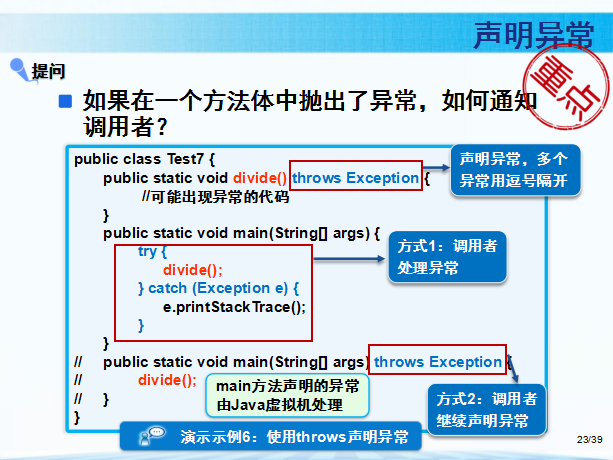 声明异常
提问
重点
如果在一个方法体中抛出了异常，如何通知
调用者？
public class Test7 {
public static void divide() throws Exception {
//可能出现异常的代码
}
public static void main(String[] args) {
try {
divide();
} catch (Exception e) {
e.printStackTrace();
}
}
// public static void main(String[] args) throws Exception {
// divide();
// }
}
声明异常，多个
异常用逗号隔开
方式1：调用者
处理异常
main方法声明的异常
由Java虚拟机处理
方式2：调用者
继续声明异常
演示示例6：使用throws声明异常
23/39